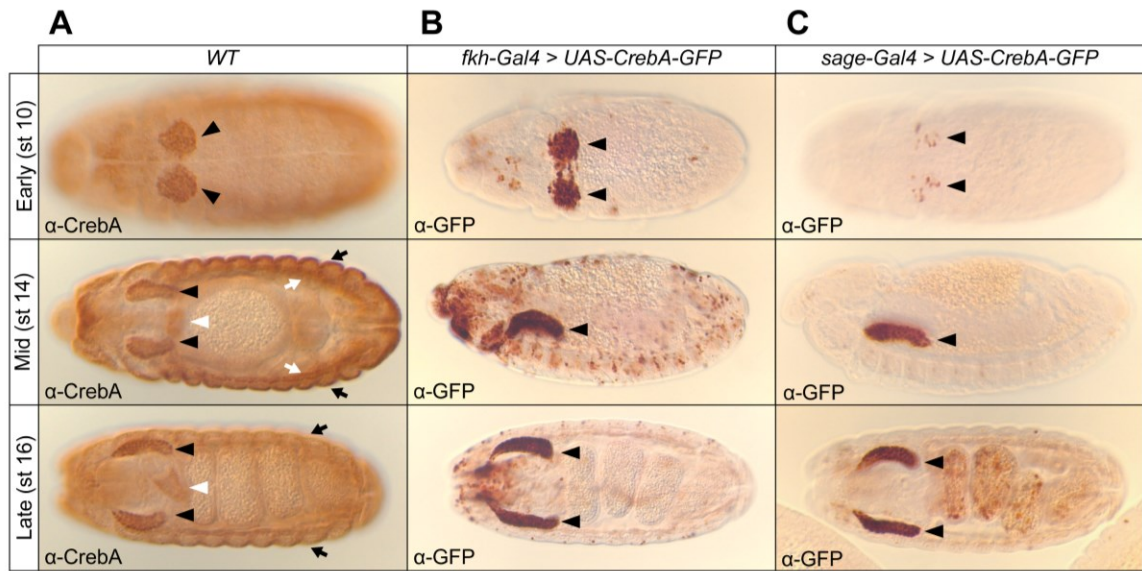 A
B
C
WT
fkh-Gal4 > UAS-CrebA-GFP
sage-Gal4 > UAS-CrebA-GFP
Early (st 10)
α-CrebA
α-GFP
α-GFP
Mid (st 14)
α-CrebA
α-GFP
α-GFP
Late (st 16)
α-CrebA
α-GFP
α-GFP